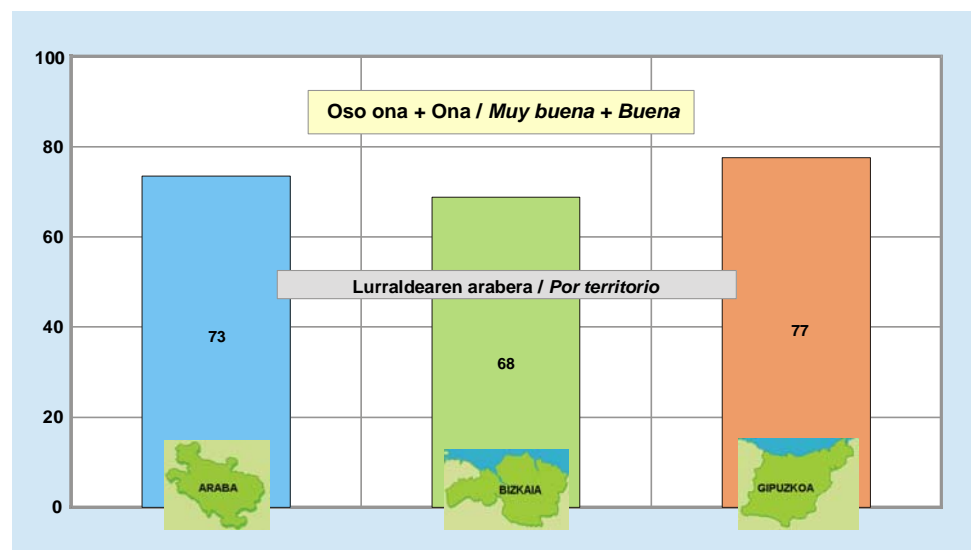 100
Oso ona + Ona / Muy buena + Buena
80
60
Lurraldearen arabera / Por territorio
40
73
68
77
20
ARABA
BIZKAIA
GIPUZKOA
0